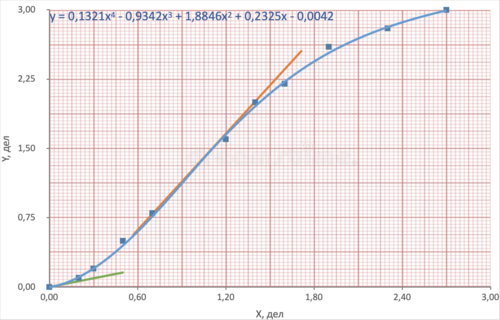 3,00
y = 0,1321x⁴ - 0,9342x³ + 1,8846x² + 0,2325x - 0,0042
2,25
Y, дел
1,50
0,75
0,00
0,00 0,60 1,20 1,80 2,40 3,00
X, дел